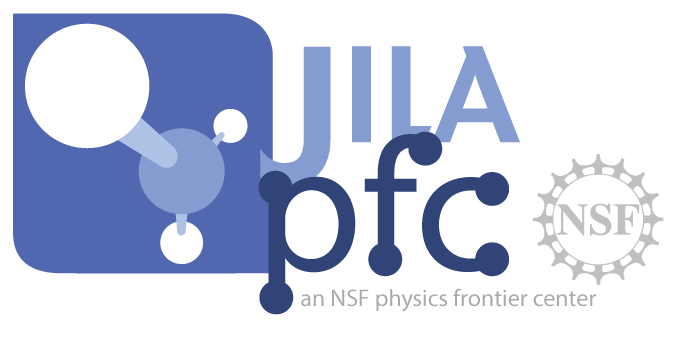 JILA
pfc
NSF
an NSF physics frontier center